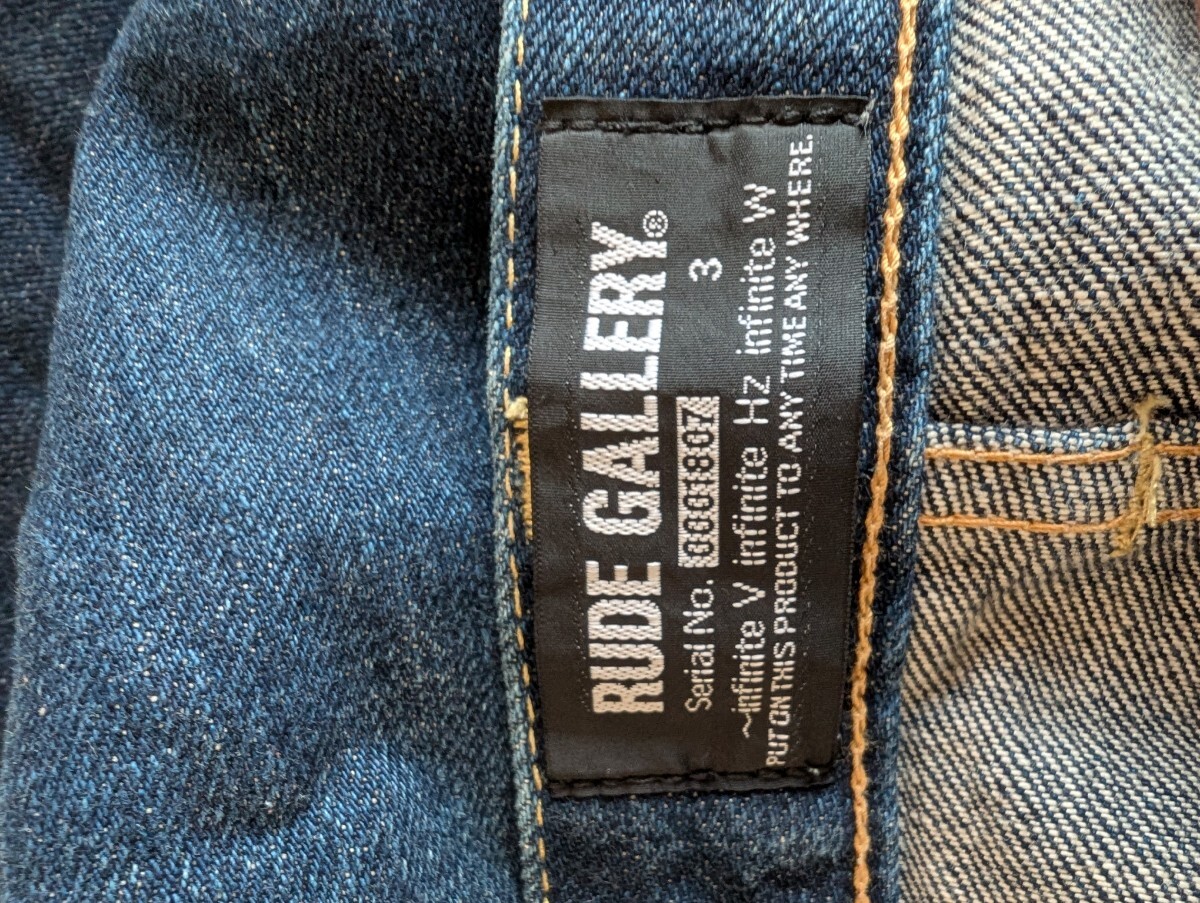 RUDE GALLERY®
Serial No. 0001807 3
~infinite V infinite Hz infinite W
PUT ON THIS PRODUCT TO ANY TIME ANY WHERE.